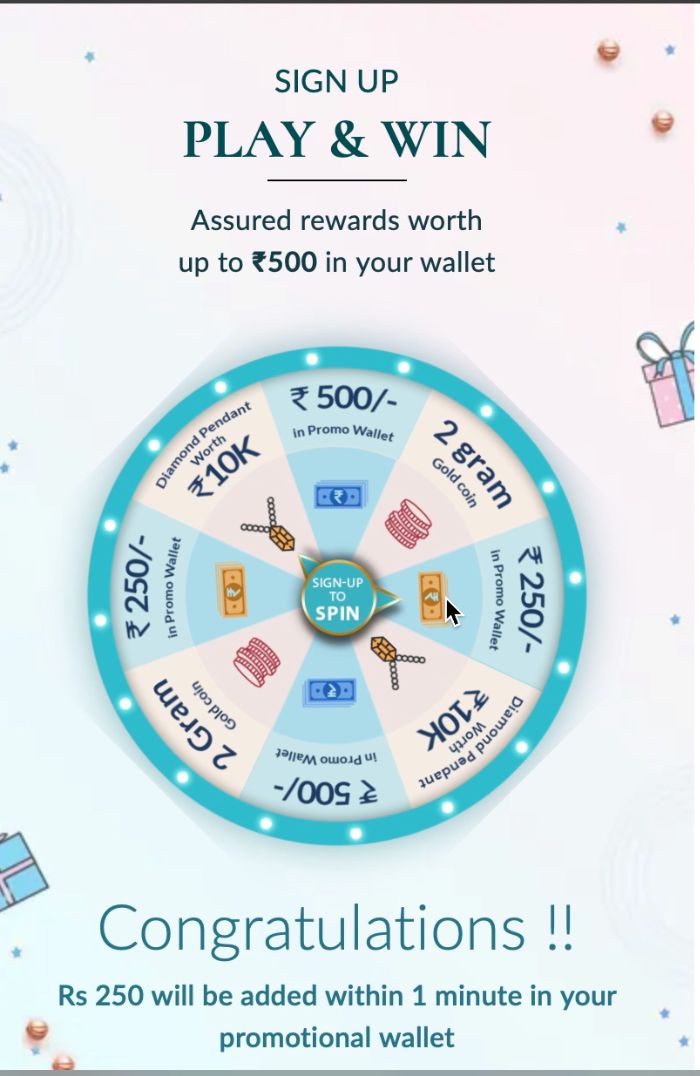 SIGN UP
PLAY & WIN
Assured rewards worth
up to ₹500 in your wallet
₹ 500/-
in Promo Wallet
2 gram
Gold coin
₹ 250/-
in Promo Wallet
Diamond Pendant
Worth
₹10K
₹ 500/-
in Promo Wallet
2 Gram
Gold coin
₹ 250/-
in Promo Wallet
Diamond Pendant
Worth
₹10K
SIGN-UP
TO
SPIN
Congratulations !!
Rs 250 will be added within 1 minute in your
promotional wallet